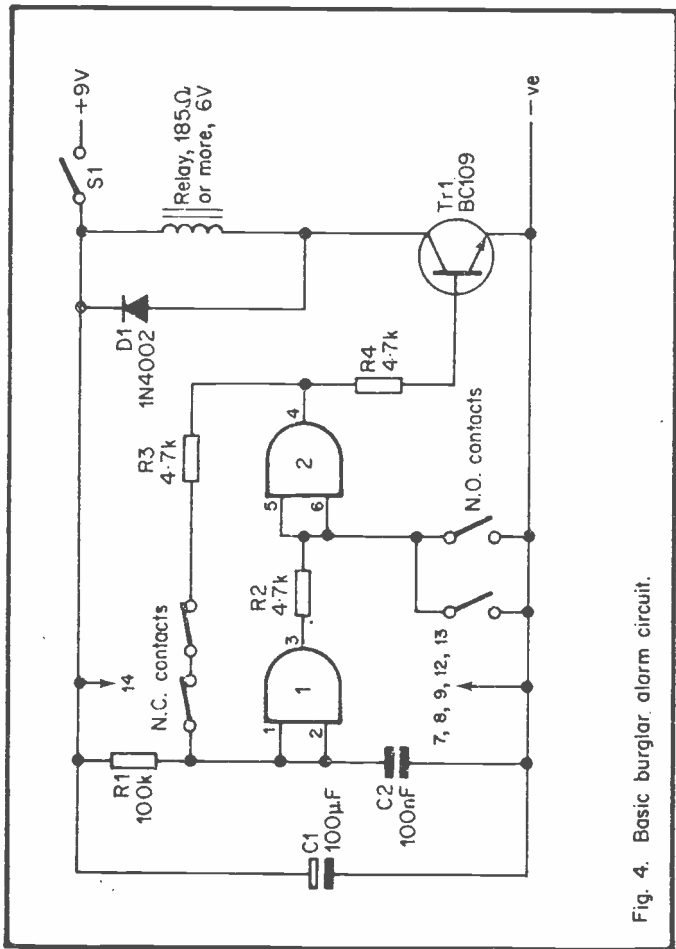 +9V
S1
Relay, 185Ω
or more, 6V
D1
1N4002
Tr1
BC109
R3
4·7k
R4
4·7k
4
2
5
6
N.C. contacts
14
R1
100k
R2
4·7k
3
1
1
2
N.O. contacts
7, 8, 9, 12, 13
C1
100µF
C2
100nF
−ve
Fig. 4. Basic burglar alarm circuit.